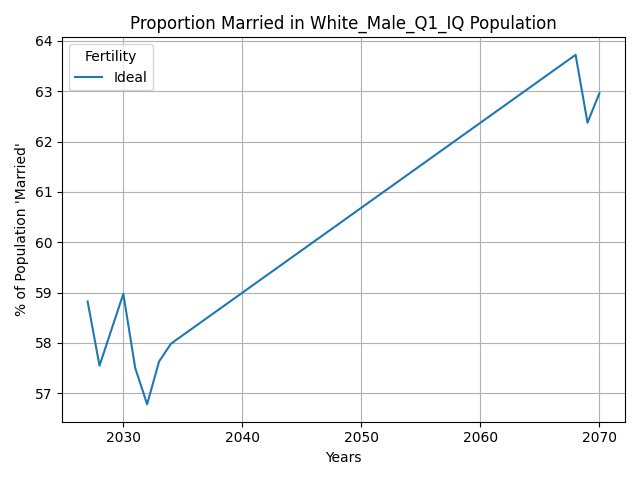 Proportion Married in White_Male_Q1_IQ Population
Fertility
Ideal
% of Population 'Married'
64
63
62
61
60
59
58
57
2030 2040 2050 2060 2070
Years